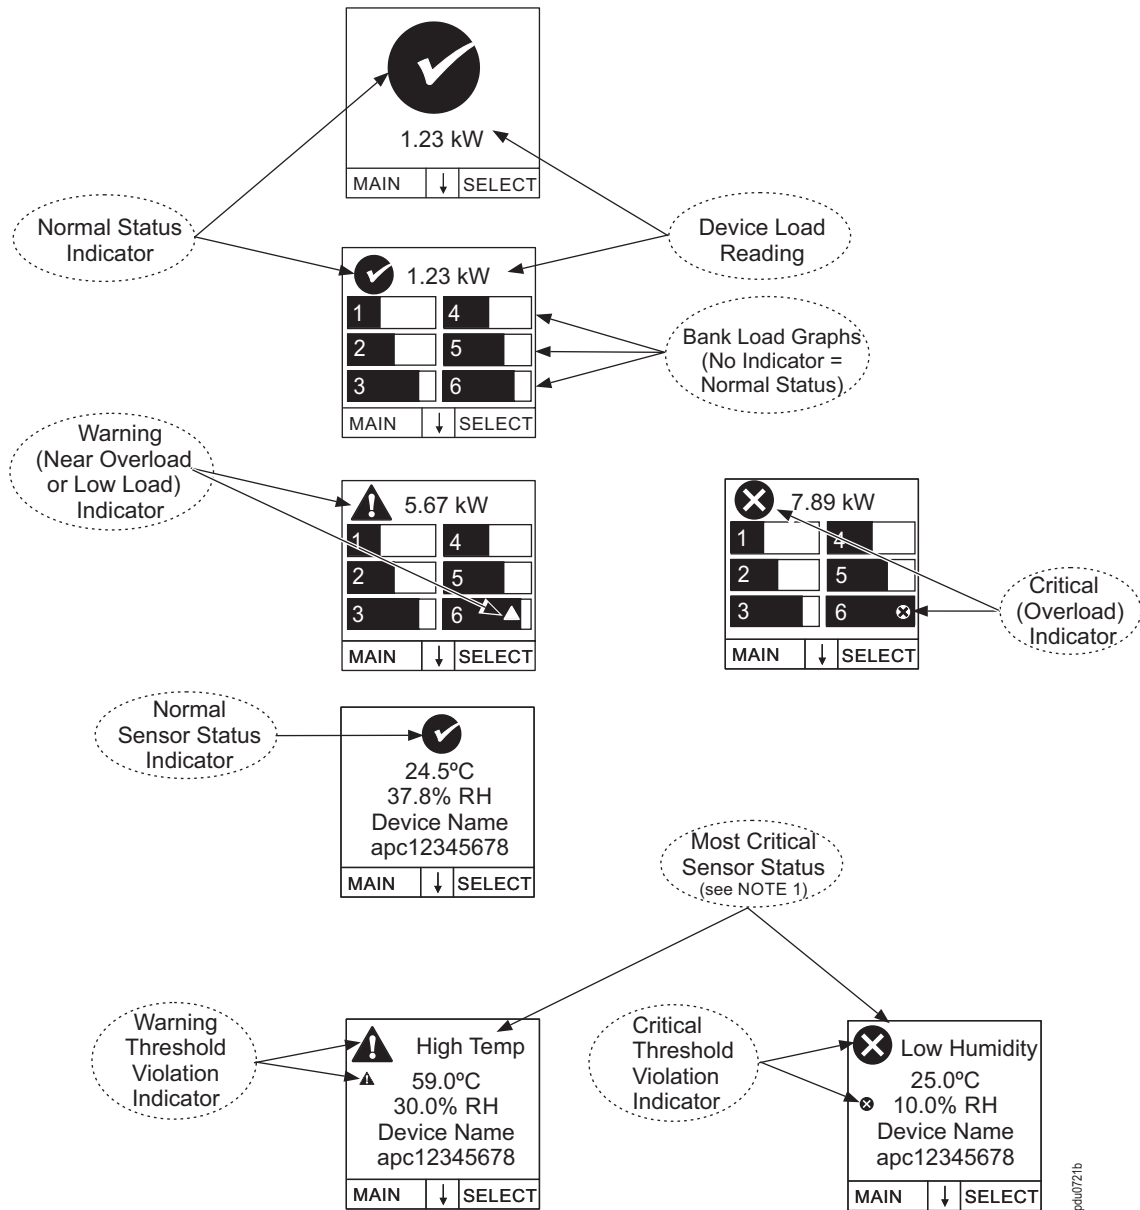 1.23 kW
MAIN ↓ SELECT
Normal Status
Indicator
Device Load
Reading
1.23 kW
1 4
2 5
3 6
MAIN ↓ SELECT
Bank Load Graphs
(No Indicator =
Normal Status)
Warning
(Near Overload
or Low Load)
Indicator
5.67 kW
1 4
2 5
3 6
MAIN ↓ SELECT
7.89 kW
1 4
2 5
3 6
MAIN ↓ SELECT
Critical
(Overload)
Indicator
Normal
Sensor Status
Indicator
24.5ºC
37.8% RH
Device Name
apc12345678
MAIN ↓ SELECT
Most Critical
Sensor Status
(see NOTE 1)
Warning
Threshold
Violation
Indicator
High Temp
59.0ºC
30.0% RH
Device Name
apc12345678
MAIN ↓ SELECT
Critical
Threshold
Violation
Indicator
Low Humidity
25.0ºC
10.0% RH
Device Name
apc12345678
MAIN ↓ SELECT
pdu0721b